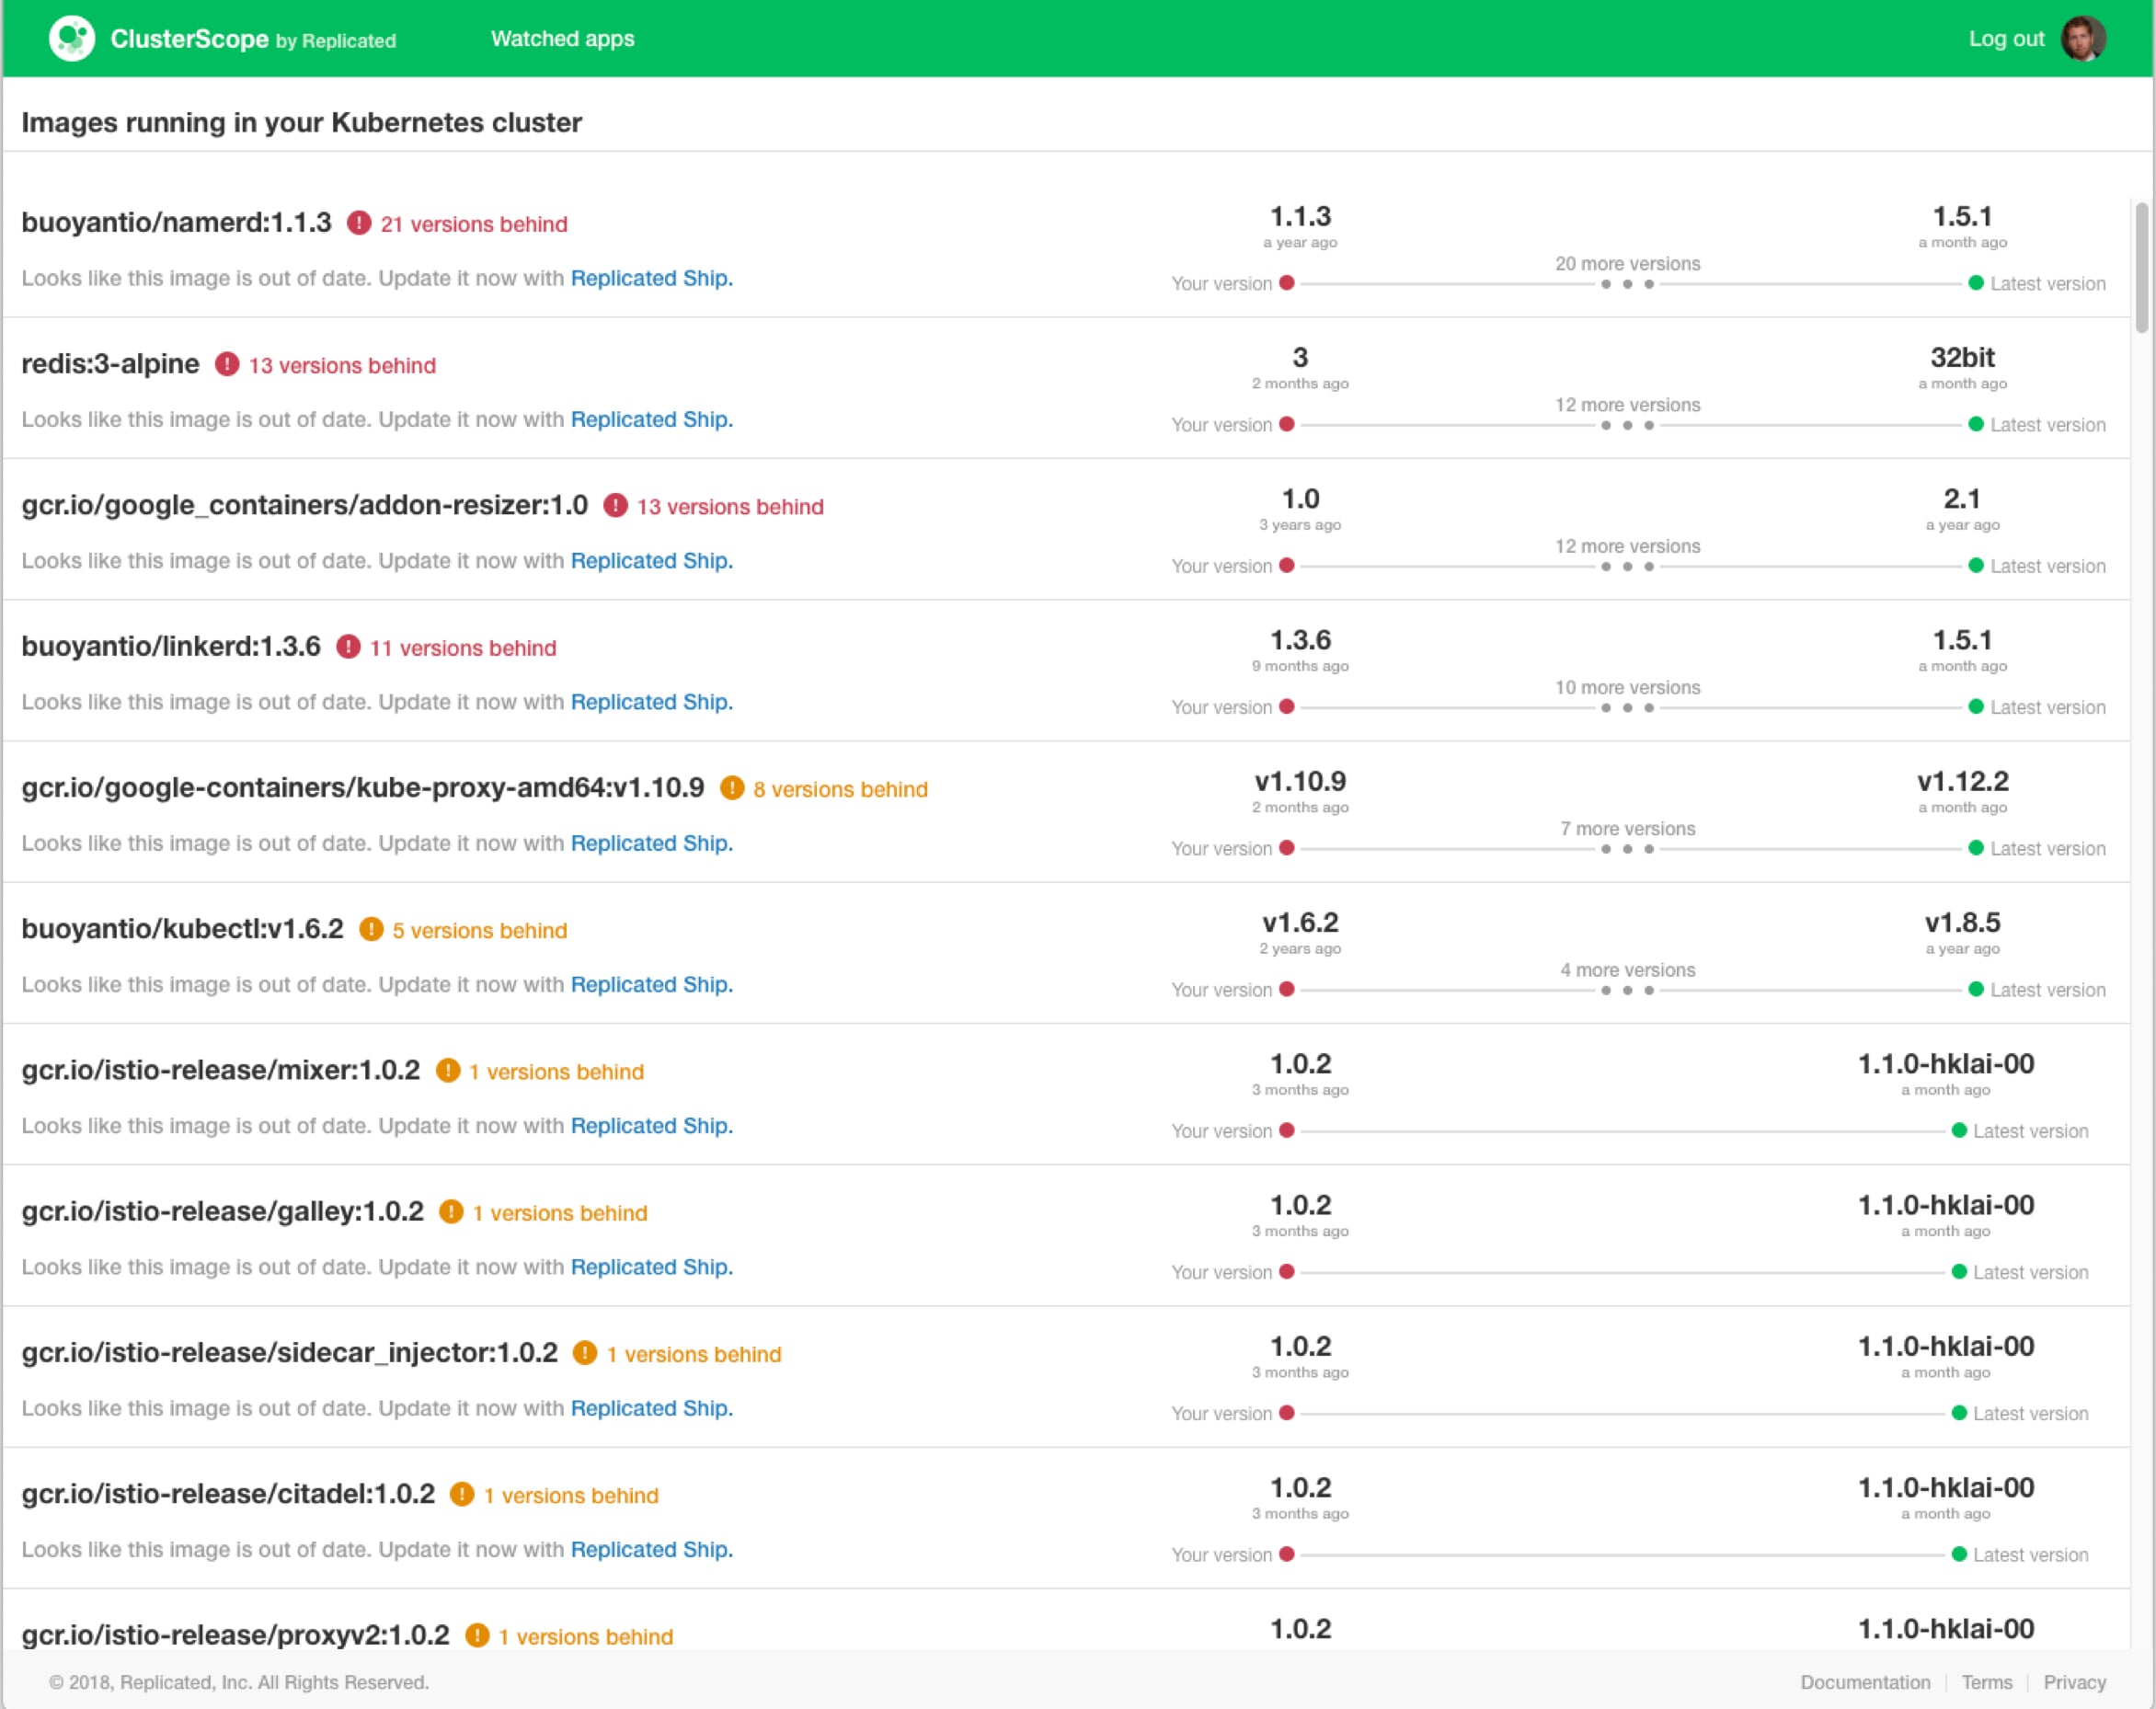 ClusterScope by Replicated
Watched apps
Log out
Images running in your Kubernetes cluster
buoyantio/namerd:1.1.3 ! 21 versions behind
Looks like this image is out of date. Update it now with Replicated Ship.
1.1.3
a year ago
1.5.1
a month ago
20 more versions
Your version
Latest version
redis:3-alpine ! 13 versions behind
Looks like this image is out of date. Update it now with Replicated Ship.
3
2 months ago
32bit
a month ago
12 more versions
Your version
Latest version
gcr.io/google_containers/addon-resizer:1.0 ! 13 versions behind
Looks like this image is out of date. Update it now with Replicated Ship.
1.0
3 years ago
2.1
a year ago
12 more versions
Your version
Latest version
buoyantio/linkerd:1.3.6 ! 11 versions behind
Looks like this image is out of date. Update it now with Replicated Ship.
1.3.6
9 months ago
1.5.1
a month ago
10 more versions
Your version
Latest version
gcr.io/google-containers/kube-proxy-amd64:v1.10.9 ! 8 versions behind
Looks like this image is out of date. Update it now with Replicated Ship.
v1.10.9
2 months ago
v1.12.2
a month ago
7 more versions
Your version
Latest version
buoyantio/kubectl:v1.6.2 ! 5 versions behind
Looks like this image is out of date. Update it now with Replicated Ship.
v1.6.2
2 years ago
v1.8.5
a year ago
4 more versions
Your version
Latest version
gcr.io/istio-release/mixer:1.0.2 ! 1 versions behind
Looks like this image is out of date. Update it now with Replicated Ship.
1.0.2
3 months ago
1.1.0-hklai-00
a month ago
Your version
Latest version
gcr.io/istio-release/galley:1.0.2 ! 1 versions behind
Looks like this image is out of date. Update it now with Replicated Ship.
1.0.2
3 months ago
1.1.0-hklai-00
a month ago
Your version
Latest version
gcr.io/istio-release/sidecar_injector:1.0.2 ! 1 versions behind
Looks like this image is out of date. Update it now with Replicated Ship.
1.0.2
3 months ago
1.1.0-hklai-00
a month ago
Your version
Latest version
gcr.io/istio-release/citadel:1.0.2 ! 1 versions behind
Looks like this image is out of date. Update it now with Replicated Ship.
1.0.2
3 months ago
1.1.0-hklai-00
a month ago
Your version
Latest version
gcr.io/istio-release/proxyv2:1.0.2 ! 1 versions behind
1.0.2
1.1.0-hklai-00
© 2018, Replicated, Inc. All Rights Reserved.
Documentation
Terms
Privacy